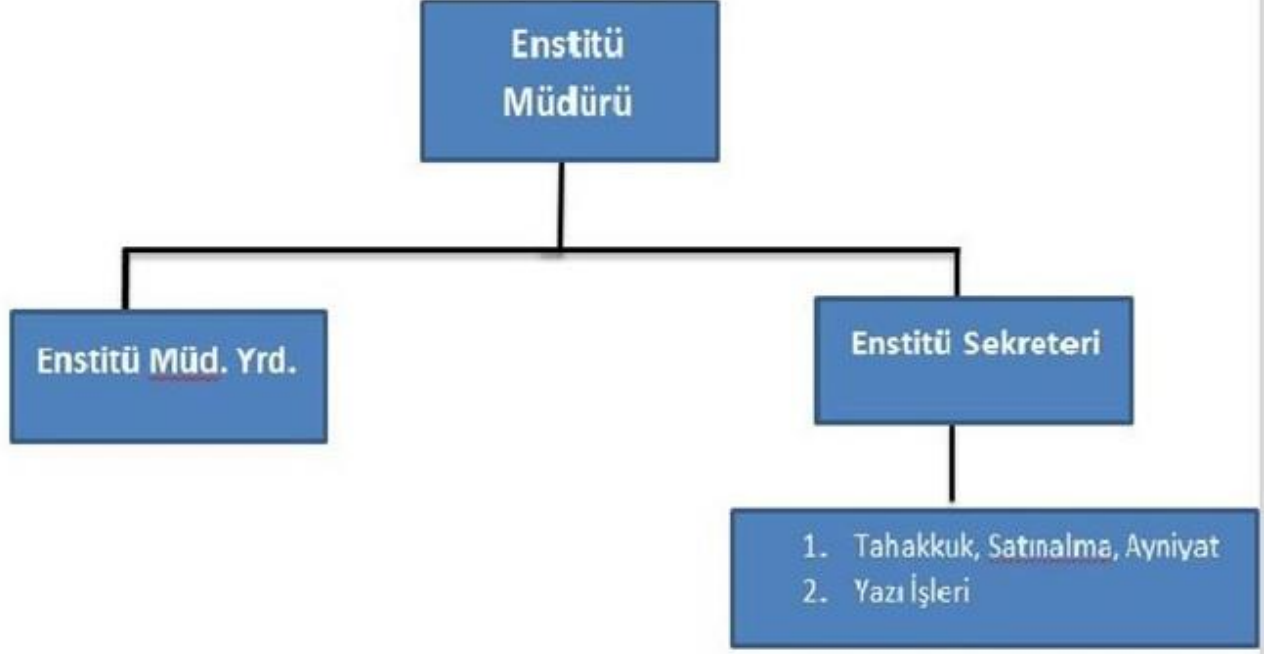 Enstitü
Müdürü
Enstitü Müd. Yrd.
Enstitü Sekreteri
1. Tahakkuk, Satınalma, Ayniyat
2. Yazı İşleri